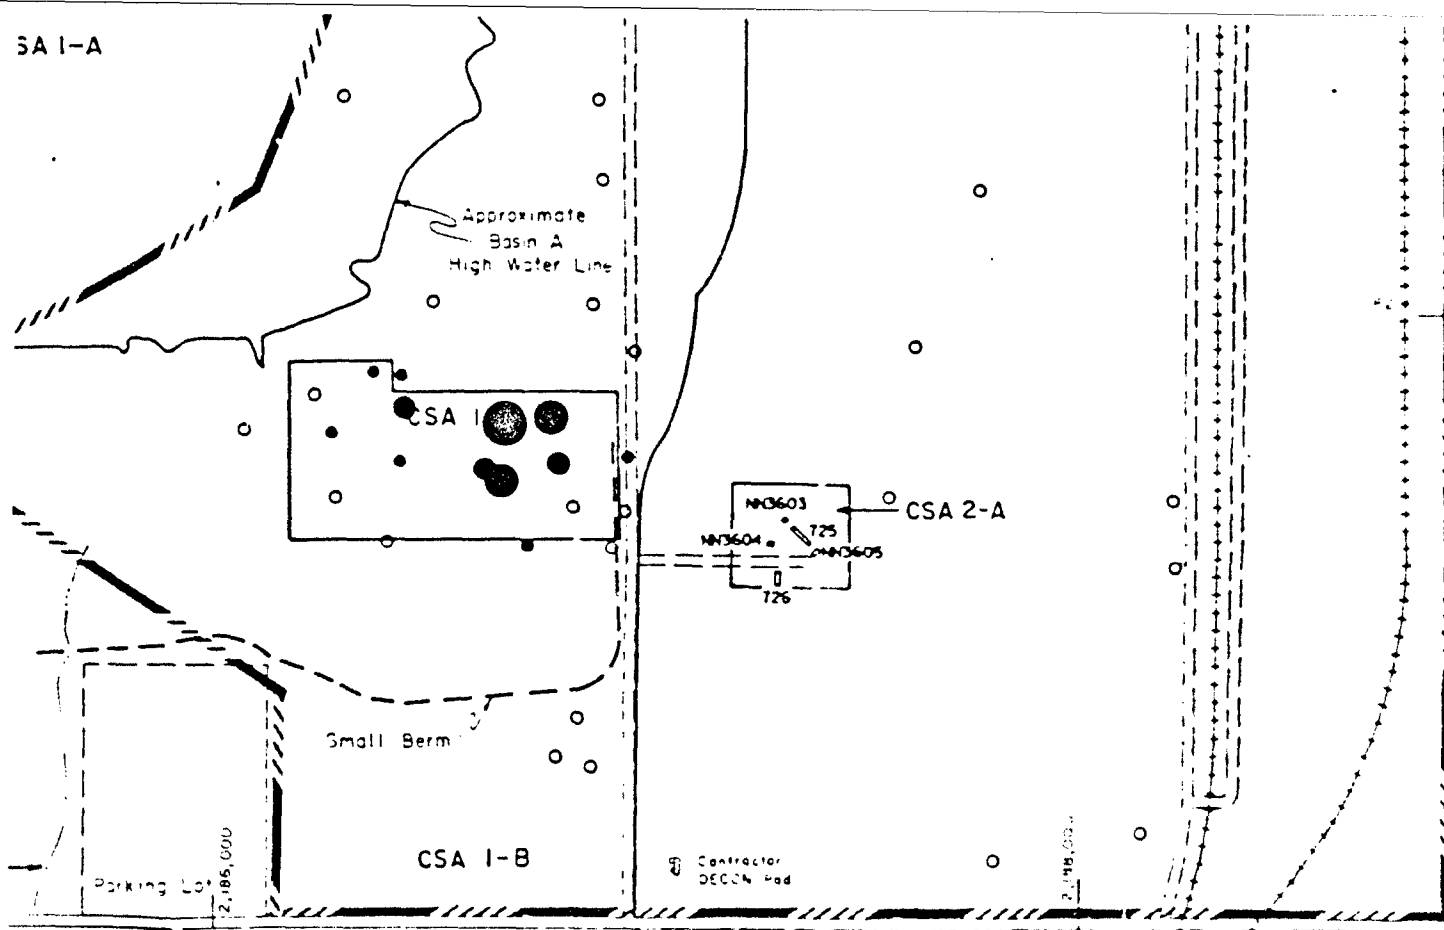 SA 1-A
Approximate
Basin A
High Water Line
CSA 1
NN3603
CSA 2-A
725
NN3604
NN3605
726
Small Berm
CSA 1-B
Contractor
DECON Pad
Parking Lot
2,186,000